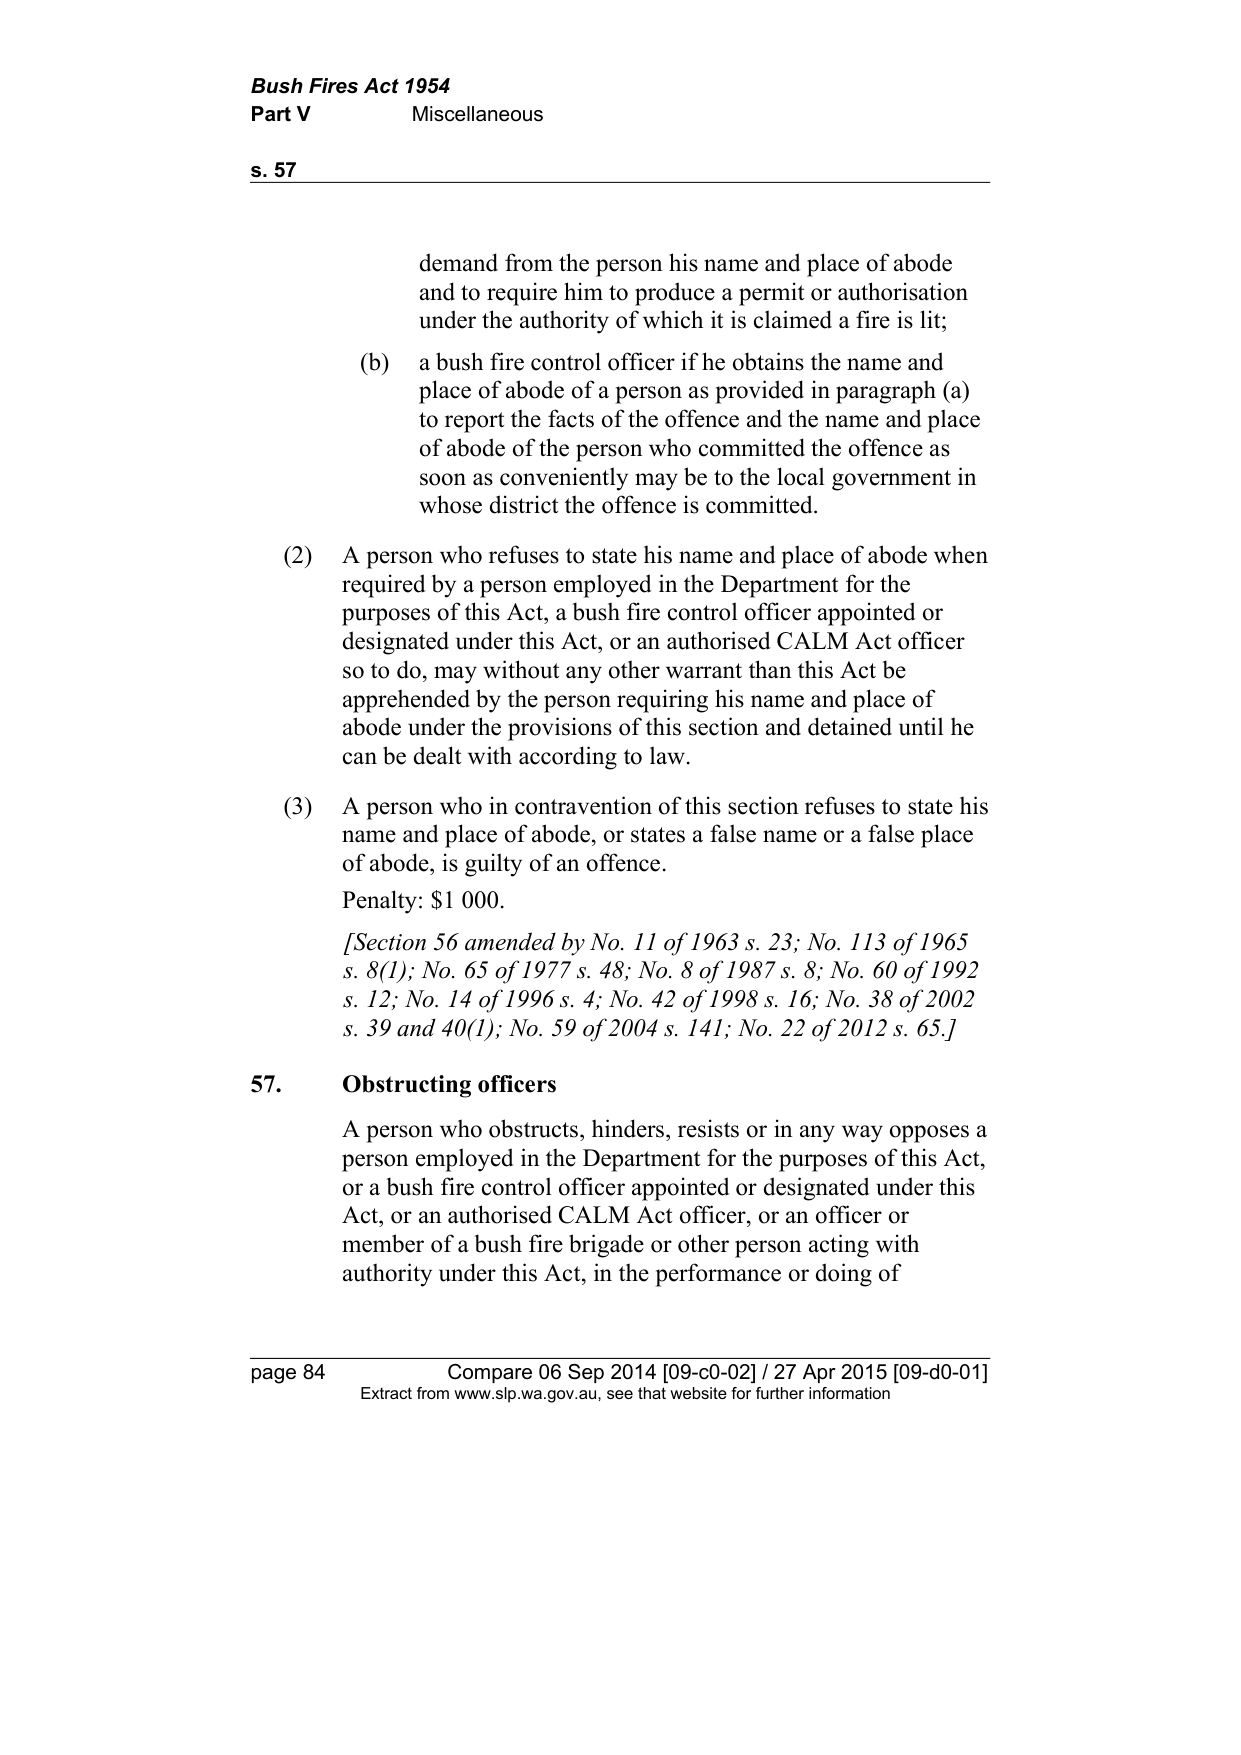 Bush Fires Act 1954
Part V Miscellaneous
s. 57
demand from the person his name and place of abode
and to require him to produce a permit or authorisation
under the authority of which it is claimed a fire is lit;
(b) a bush fire control officer if he obtains the name and
place of abode of a person as provided in paragraph (a)
to report the facts of the offence and the name and place
of abode of the person who committed the offence as
soon as conveniently may be to the local government in
whose district the offence is committed.
(2) A person who refuses to state his name and place of abode when
required by a person employed in the Department for the
purposes of this Act, a bush fire control officer appointed or
designated under this Act, or an authorised CALM Act officer
so to do, may without any other warrant than this Act be
apprehended by the person requiring his name and place of
abode under the provisions of this section and detained until he
can be dealt with according to law.
(3) A person who in contravention of this section refuses to state his
name and place of abode, or states a false name or a false place
of abode, is guilty of an offence.
Penalty: $1 000.
[Section 56 amended by No. 11 of 1963 s. 23; No. 113 of 1965
s. 8(1); No. 65 of 1977 s. 48; No. 8 of 1987 s. 8; No. 60 of 1992
s. 12; No. 14 of 1996 s. 4; No. 42 of 1998 s. 16; No. 38 of 2002
s. 39 and 40(1); No. 59 of 2004 s. 141; No. 22 of 2012 s. 65.]
57. Obstructing officers
A person who obstructs, hinders, resists or in any way opposes a
person employed in the Department for the purposes of this Act,
or a bush fire control officer appointed or designated under this
Act, or an authorised CALM Act officer, or an officer or
member of a bush fire brigade or other person acting with
authority under this Act, in the performance or doing of
page 84 Compare 06 Sep 2014 [09-c0-02] / 27 Apr 2015 [09-d0-01]
Extract from www.slp.wa.gov.au, see that website for further information